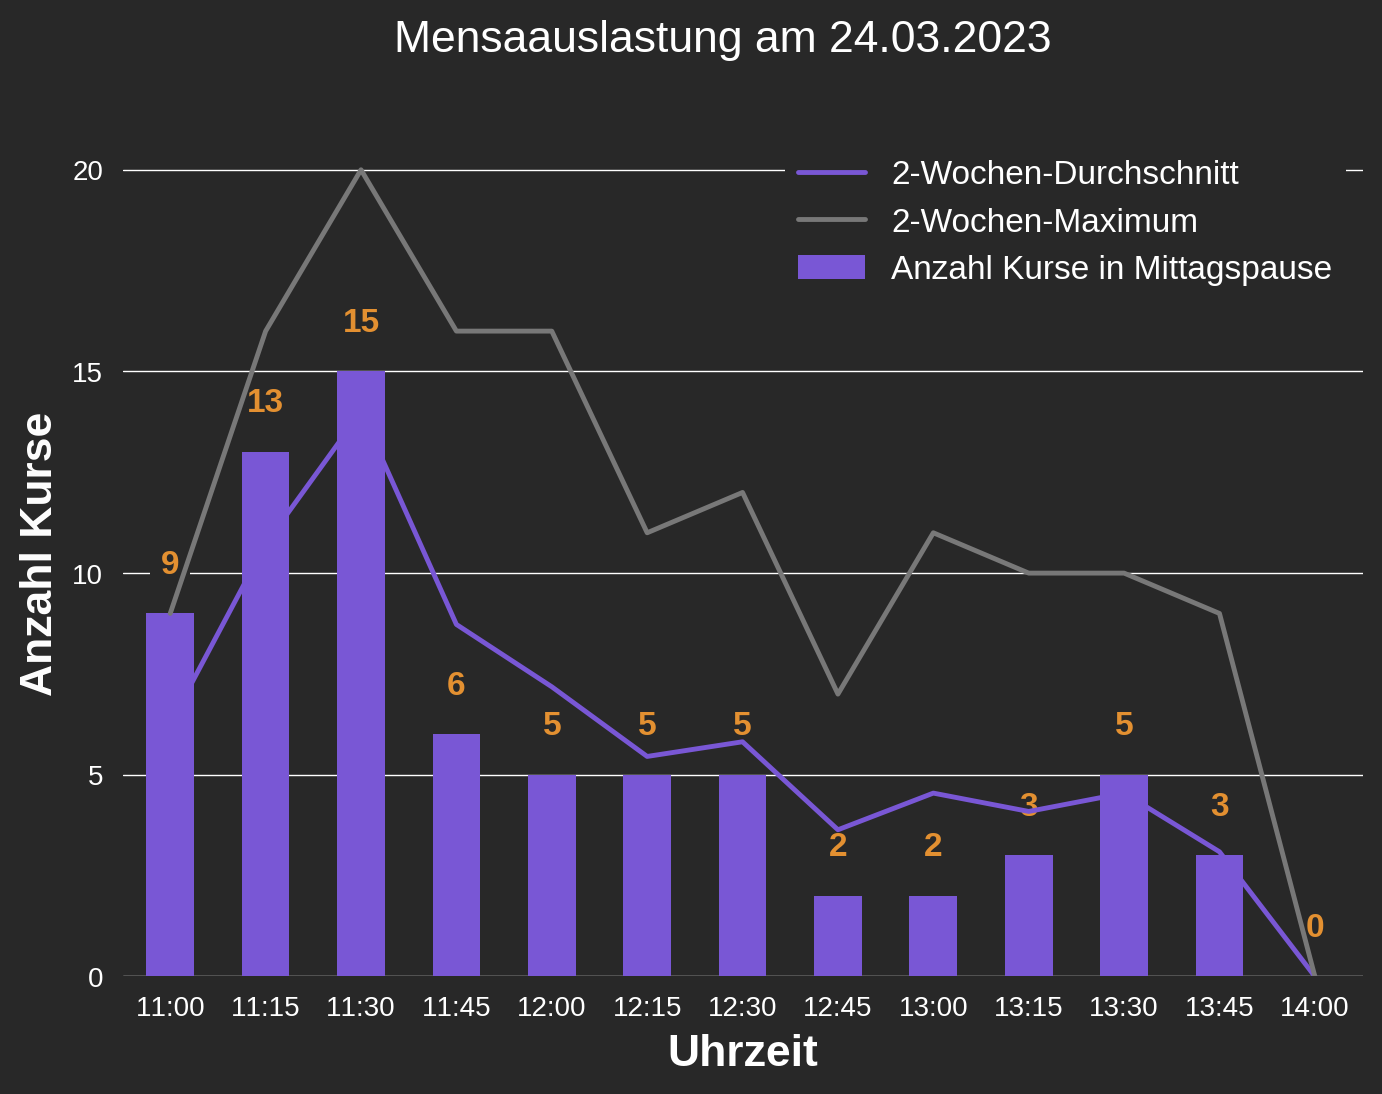 Mensaauslastung am 24.03.2023
2-Wochen-Durchschnitt
2-Wochen-Maximum
Anzahl Kurse in Mittagspause
Anzahl Kurse
20
15
10
5
0
9
13
15
6
5
5
5
2
2
3
5
3
0
11:00 11:15 11:30 11:45 12:00 12:15 12:30 12:45 13:00 13:15 13:30 13:45 14:00
Uhrzeit